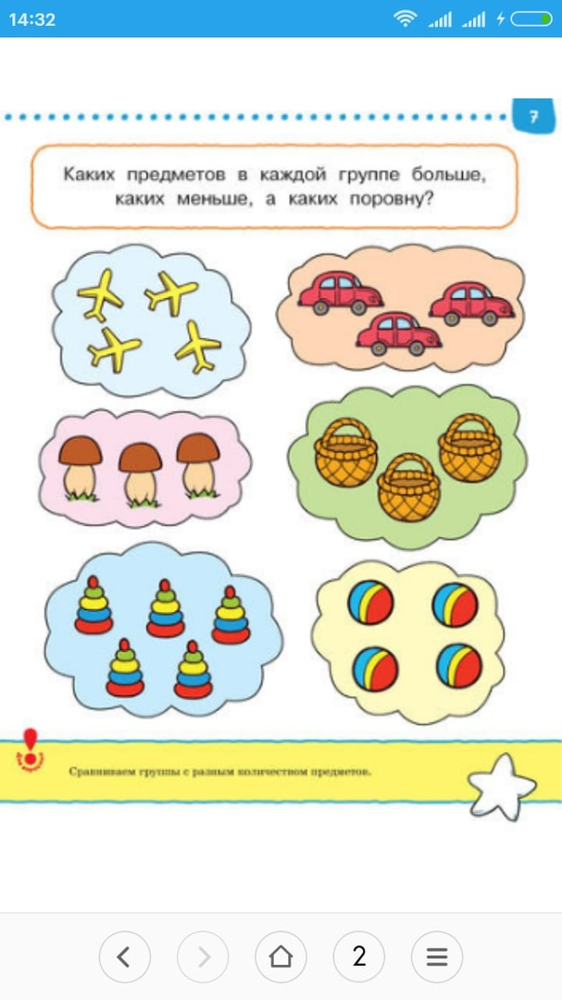 14:32
7
Каких предметов в каждой группе больше,
каких меньше, а каких поровну?
Сравниваем группы с разным количеством предметов.
2